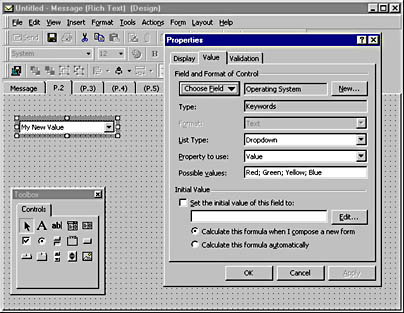 Untitled - Message (Rich Text) (Design)
File Edit View Insert Format Tools Actions Form Layout Help
Send
System 12
Message P.2 (P.3) (P.4) (P.5)
My New Value
Toolbox
Controls
A ab|
Properties
Display Value Validation
Field and Format of Control
Choose Field Operating System New...
Type: Keywords
Format: Text
List Type: Dropdown
Property to use: Value
Possible values: Red; Green; Yellow; Blue
Initial Value
Set the initial value of this field to:
Edit...
Calculate this formula when I compose a new form
Calculate this formula automatically
OK Cancel Apply